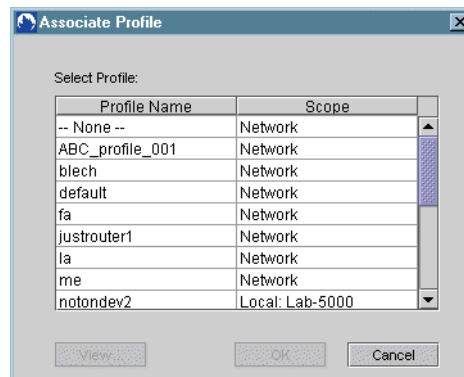 Associate Profile
Select Profile:
Profile Name Scope
-- None -- Network
ABC_profile_001 Network
blech Network
default Network
fa Network
justrouter1 Network
la Network
me Network
notondev2 Local: Lab-5000
View... OK Cancel